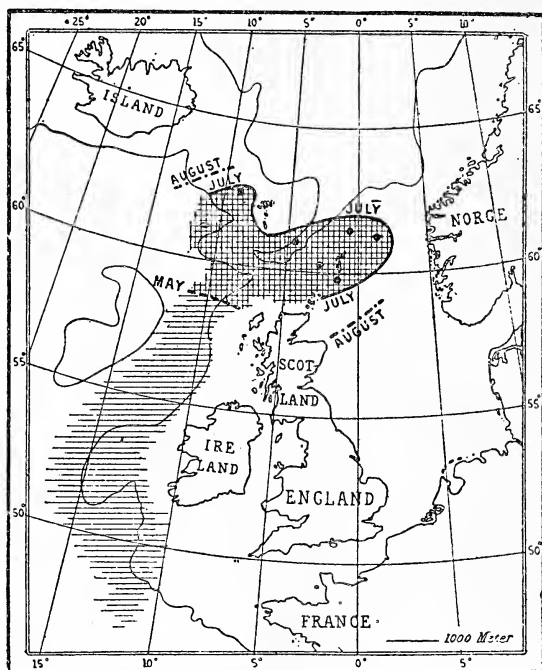 25° 20° 15° 10° 5° 0° 5° 10°
65° 65°
ISLAND
AUGUST
JULY
60° JULY 60°
NORGE
MAY
JULY
AUGUST
SCOT
LAND
55° 55°
IRE
LAND
ENGLAND
50° 50°
FRANCE
1000 Meter
15° 10° 5° 0° 5°